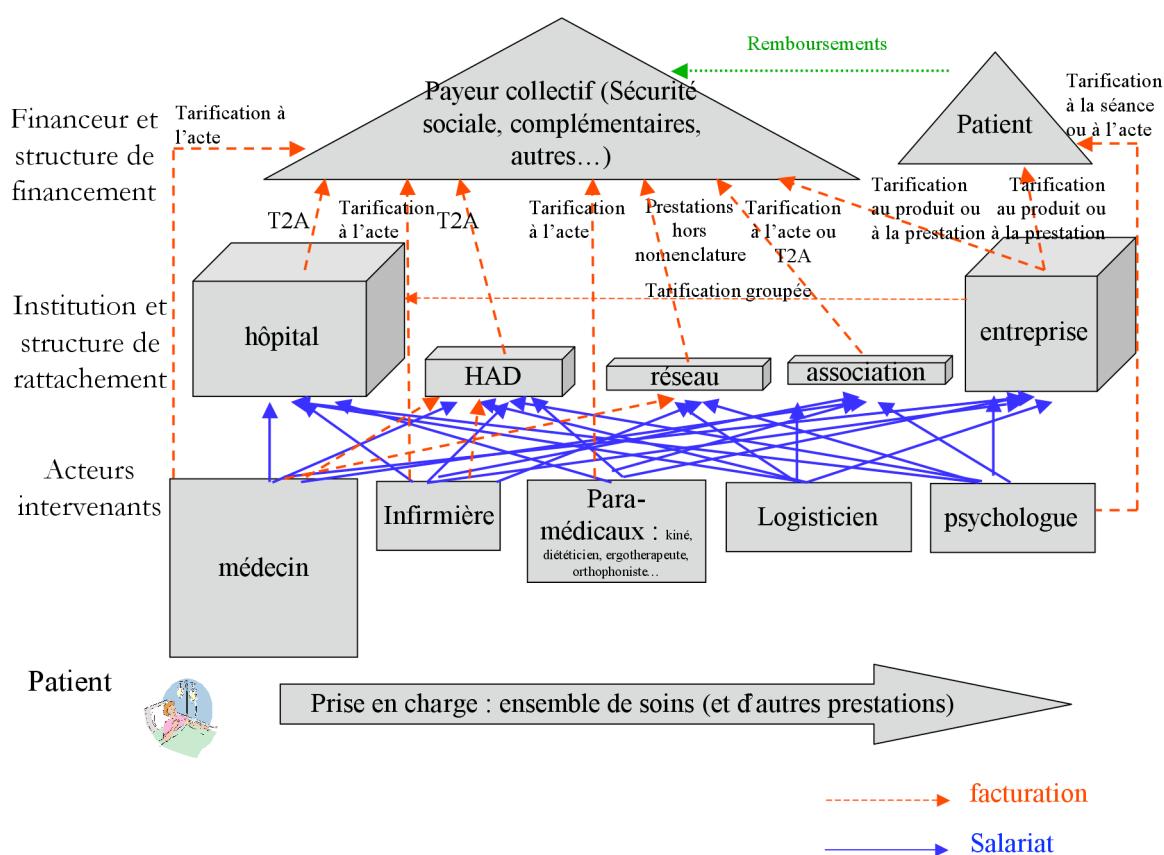 Remboursements
Financeur et
structure de
financement
Tarification à
l'acte
Payeur collectif (Sécurité
sociale, complémentaires,
autres…)
Patient
Tarification
à la séance
ou à l'acte
T2A
Tarification
à l'acte
T2A
Tarification
à l'acte
Prestations
hors
nomenclature
Tarification
à l'acte ou
T2A
Tarification
au produit ou
à la prestation
Tarification
au produit ou
à la prestation
Institution et
structure de
rattachement
Tarification groupée
hôpital
HAD
réseau
association
entreprise
Acteurs
intervenants
médecin
Infirmière
Para-
médicaux : kiné,
diététicien, ergotherapeute,
orthophoniste…
Logisticien
psychologue
Patient
Prise en charge : ensemble de soins (et d'autres prestations)
facturation
Salariat